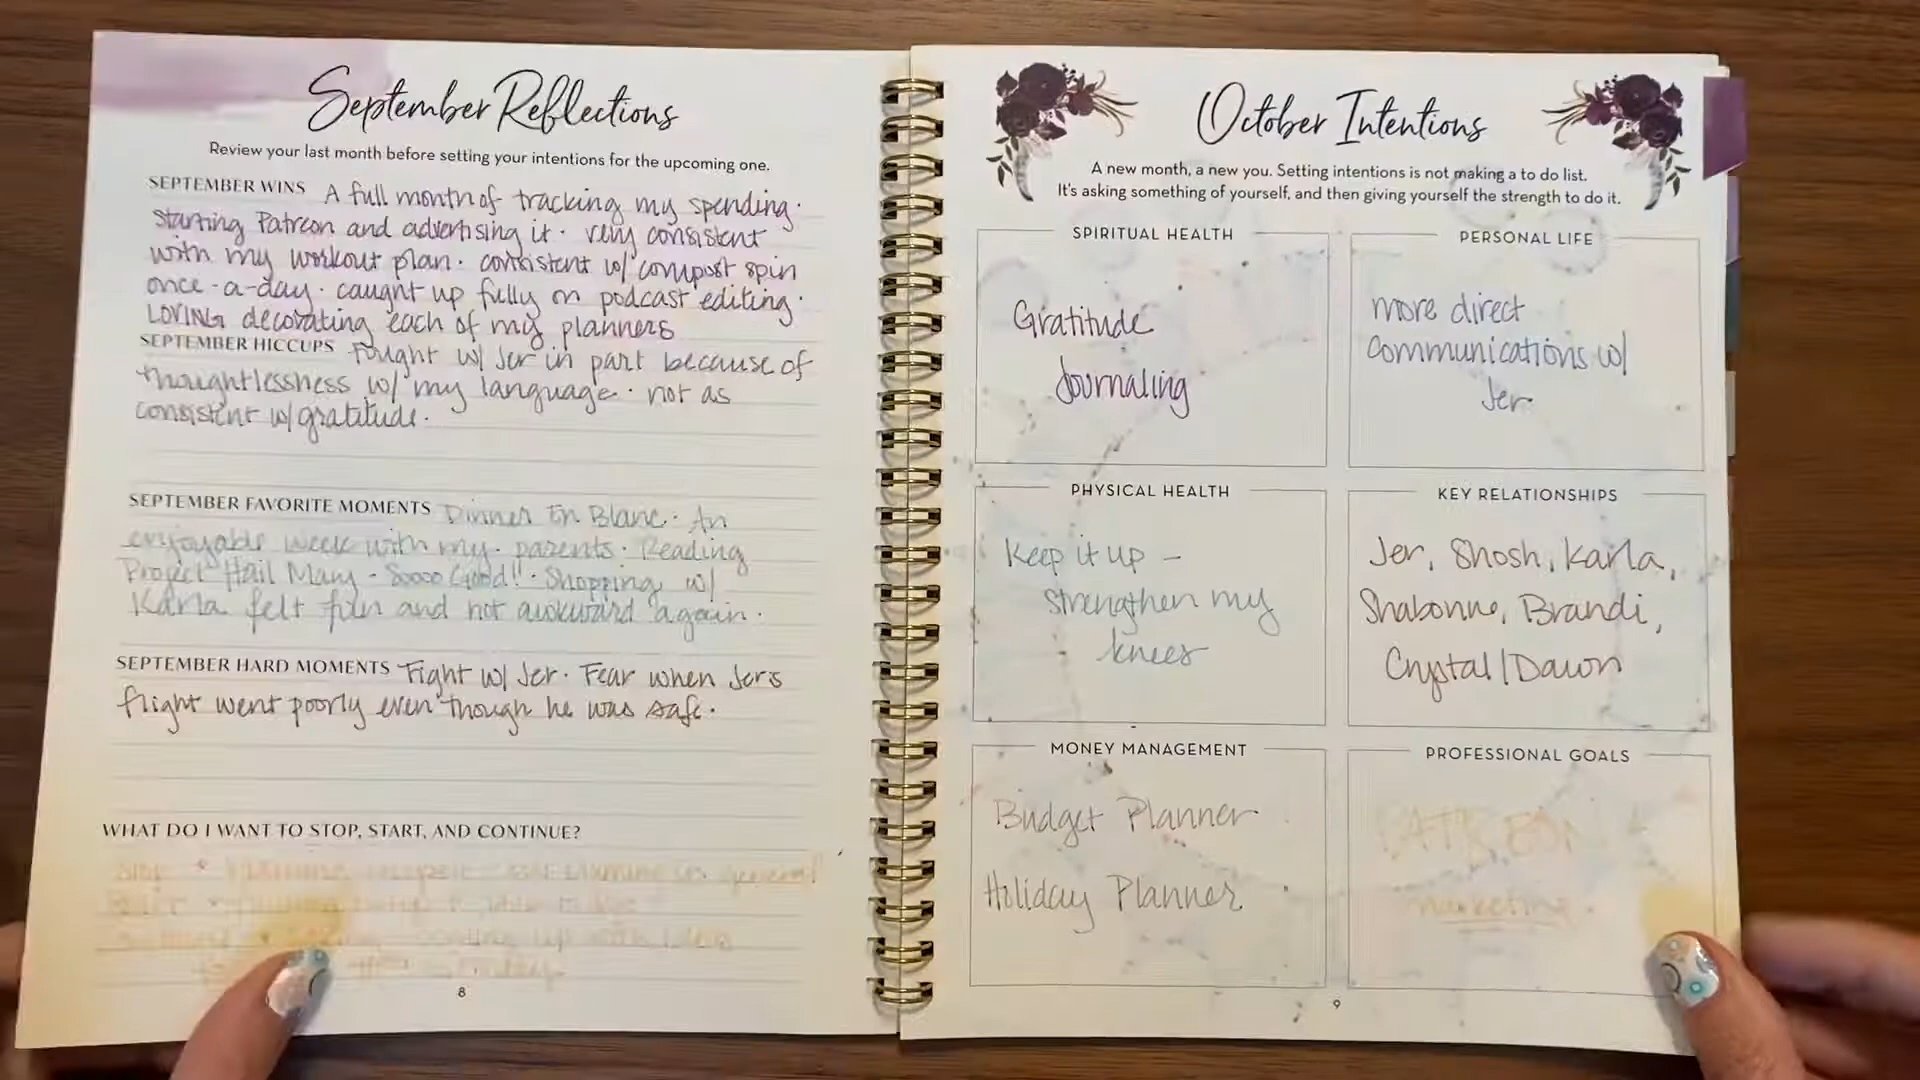 September Reflections
Review your last month before setting your intentions for the upcoming one.
SEPTEMBER WINS A full month of tracking my spending.
Starting Patreon and advertising it. very consistent
with my workout plan. consistent w/ compost spin
once-a-day. caught up fully on podcast editing.
LOVING decorating each of my planners
SEPTEMBER HICCUPS Fought w/ Jer in part because of
thoughtlessness w/ my language. not as
consistent w/ gratitude.
SEPTEMBER FAVORITE MOMENTS Dinner En Blanc. An
enjoyable week with my parents. Reading
Project Hail Mary - Soooo Good!! Shopping w/
Karla felt fun and not awkward again.
SEPTEMBER HARD MOMENTS Fight w/ Jer. Fear when Jer's
flight went poorly even though he was safe.
WHAT DO I WANT TO STOP, START, AND CONTINUE?
8
October Intentions
A new month, a new you. Setting intentions is not making a to do list.
It's asking something of yourself, and then giving yourself the strength to do it.
SPIRITUAL HEALTH
Gratitude
Journaling
PERSONAL LIFE
more direct
communications w/
Jer
PHYSICAL HEALTH
Keep it up -
strengthen my
knees
KEY RELATIONSHIPS
Jer, Shosh, Karla,
Shabonne, Brandi,
Crystal/Dawn
MONEY MANAGEMENT
Budget Planner
Holiday Planner
PROFESSIONAL GOALS
marketing
9